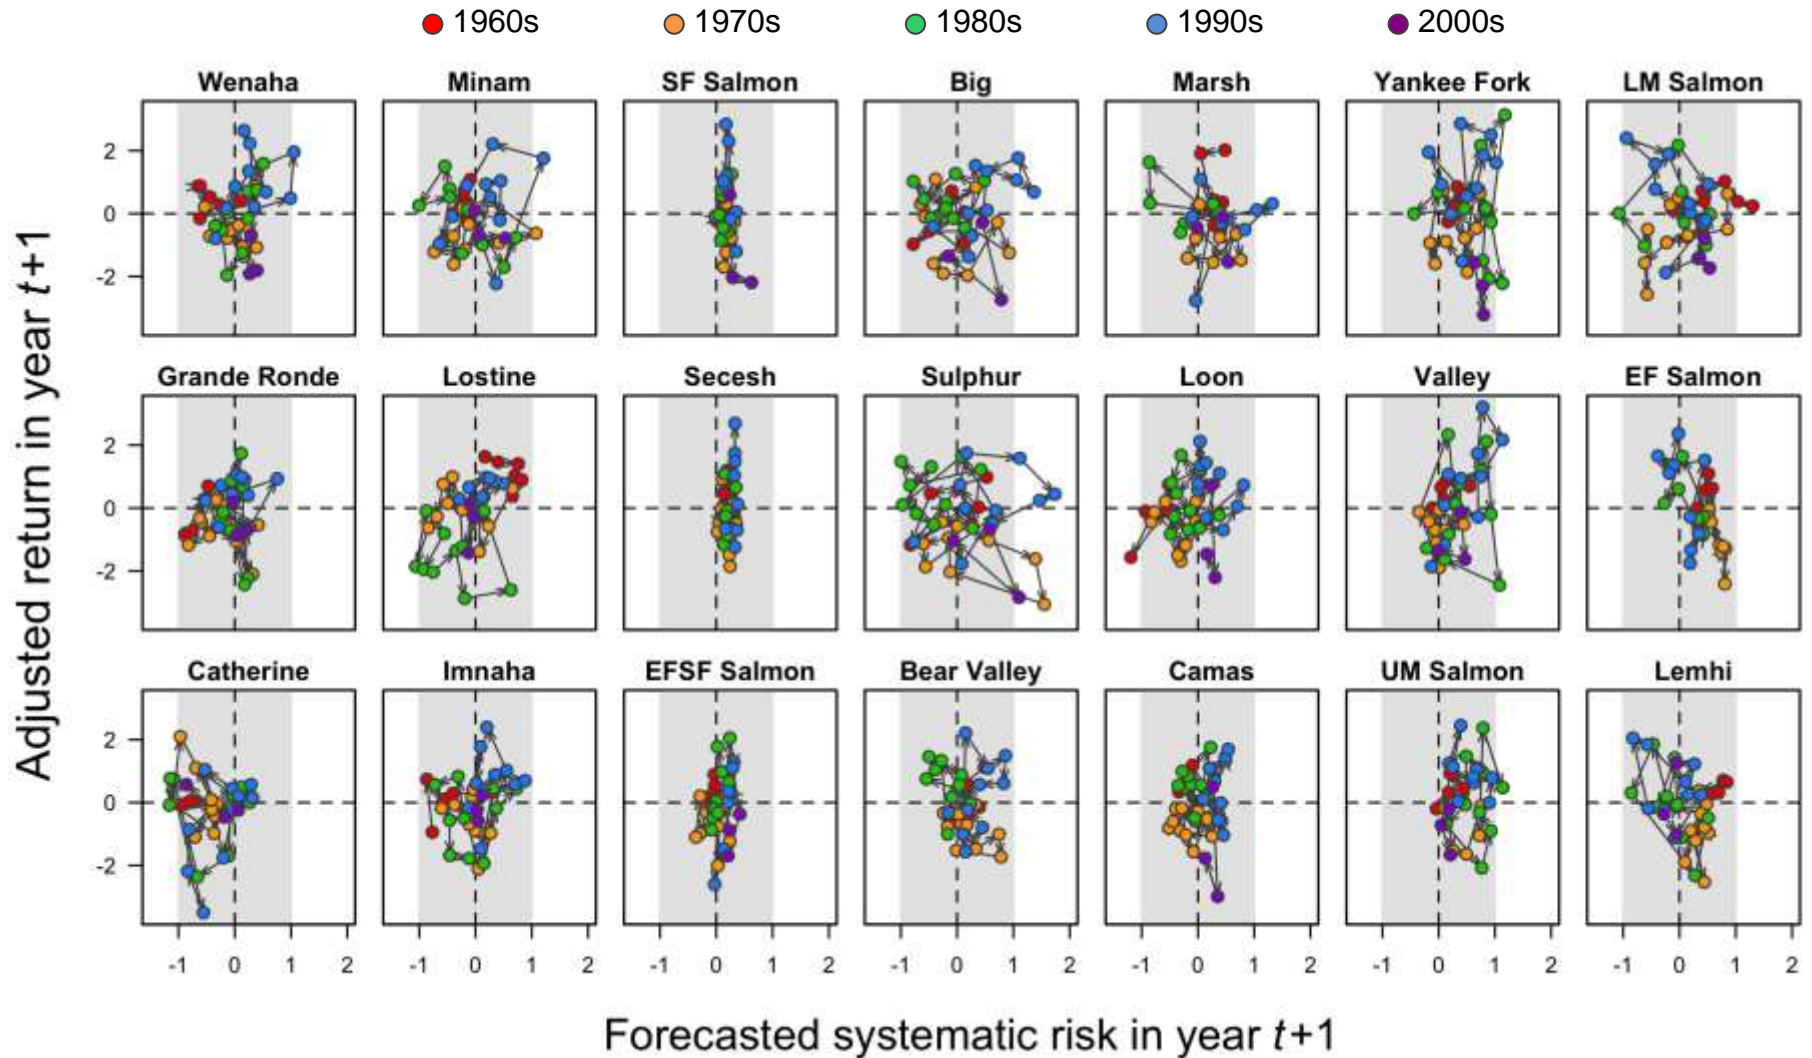 1960s 1970s 1980s 1990s 2000s
Wenaha Minam SF Salmon Big Marsh Yankee Fork LM Salmon
2
0
-2
Grande Ronde Lostine Secesh Sulphur Loon Valley EF Salmon
2
0
-2
Catherine Imnaha EFSF Salmon Bear Valley Camas UM Salmon Lemhi
2
0
-2
-1 0 1 2 -1 0 1 2 -1 0 1 2 -1 0 1 2 -1 0 1 2 -1 0 1 2 -1 0 1 2
Adjusted return in year t+1
Forecasted systematic risk in year t+1